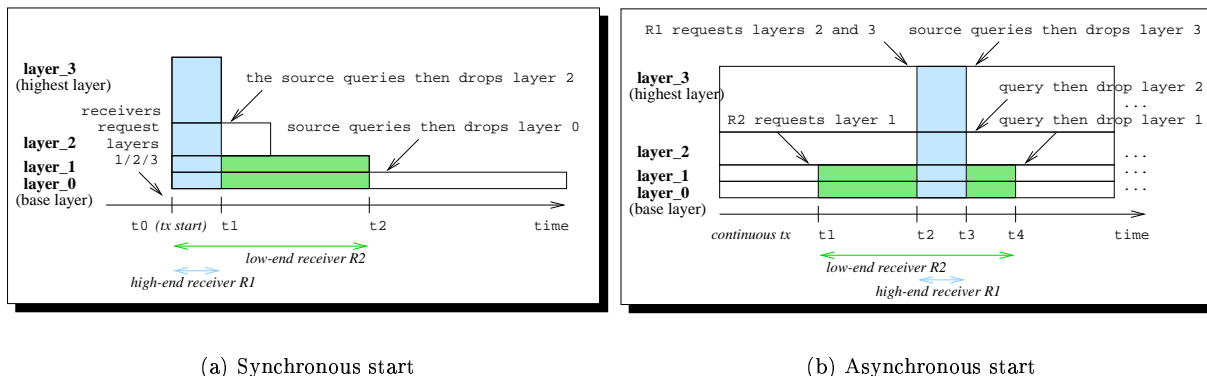 layer_3
(highest layer)
the source queries then drops layer 2
receivers
request
layers
1/2/3
source queries then drops layer 0
layer_2
layer_1
layer_0
(base layer)
t0 (tx start) t1 t2 time
low-end receiver R2
high-end receiver R1
(a) Synchronous start
R1 requests layers 2 and 3 source queries then drops layer 3
layer_3
(highest layer)
query then drop layer 2
...
R2 requests layer 1 query then drop layer 1
layer_2
...
layer_1
...
layer_0
...
(base layer)
continuous tx t1 t2 t3 t4 time
low-end receiver R2
high-end receiver R1
(b) Asynchronous start